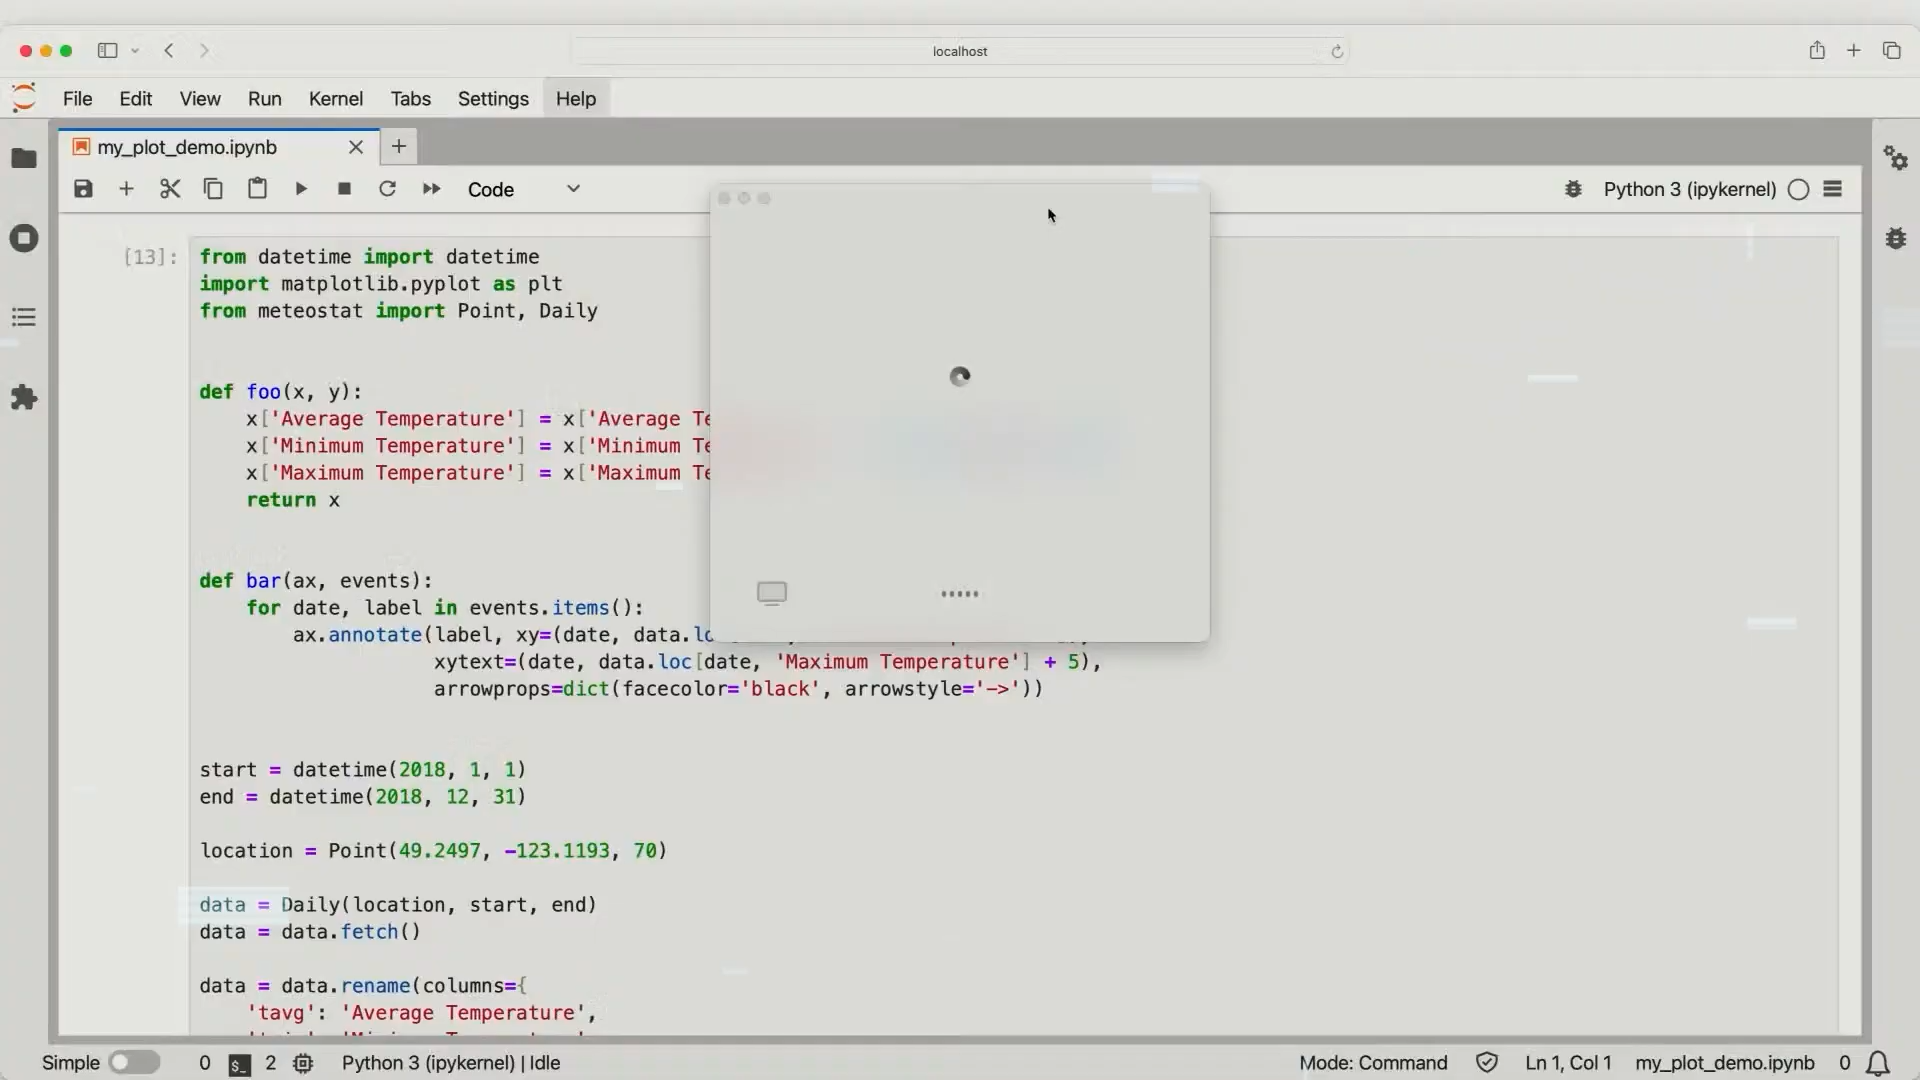 localhost
File Edit View Run Kernel Tabs Settings Help
my_plot_demo.ipynb
Code
Python 3 (ipykernel)
[13]:
from datetime import datetime
import matplotlib.pyplot as plt
from meteostat import Point, Daily
def foo(x, y):
x['Average Temperature'] = x['Average
x['Minimum Temperature'] = x['Minimum
x['Maximum Temperature'] = x['Maximum
return x
def bar(ax, events):
for date, label in events.items():
ax.annotate(label, xy=(date, data.
xytext=(date, data.loc[date, 'Maximum Temperature'] + 5),
arrowprops=dict(facecolor='black', arrowstyle='->'))
start = datetime(2018, 1, 1)
end = datetime(2018, 12, 31)
location = Point(49.2497, -123.1193, 70)
data = Daily(location, start, end)
data = data.fetch()
data = data.rename(columns={
'tavg': 'Average Temperature',
Simple 0 $_ 2 Python 3 (ipykernel) | Idle
Mode: Command Ln 1, Col 1 my_plot_demo.ipynb 0